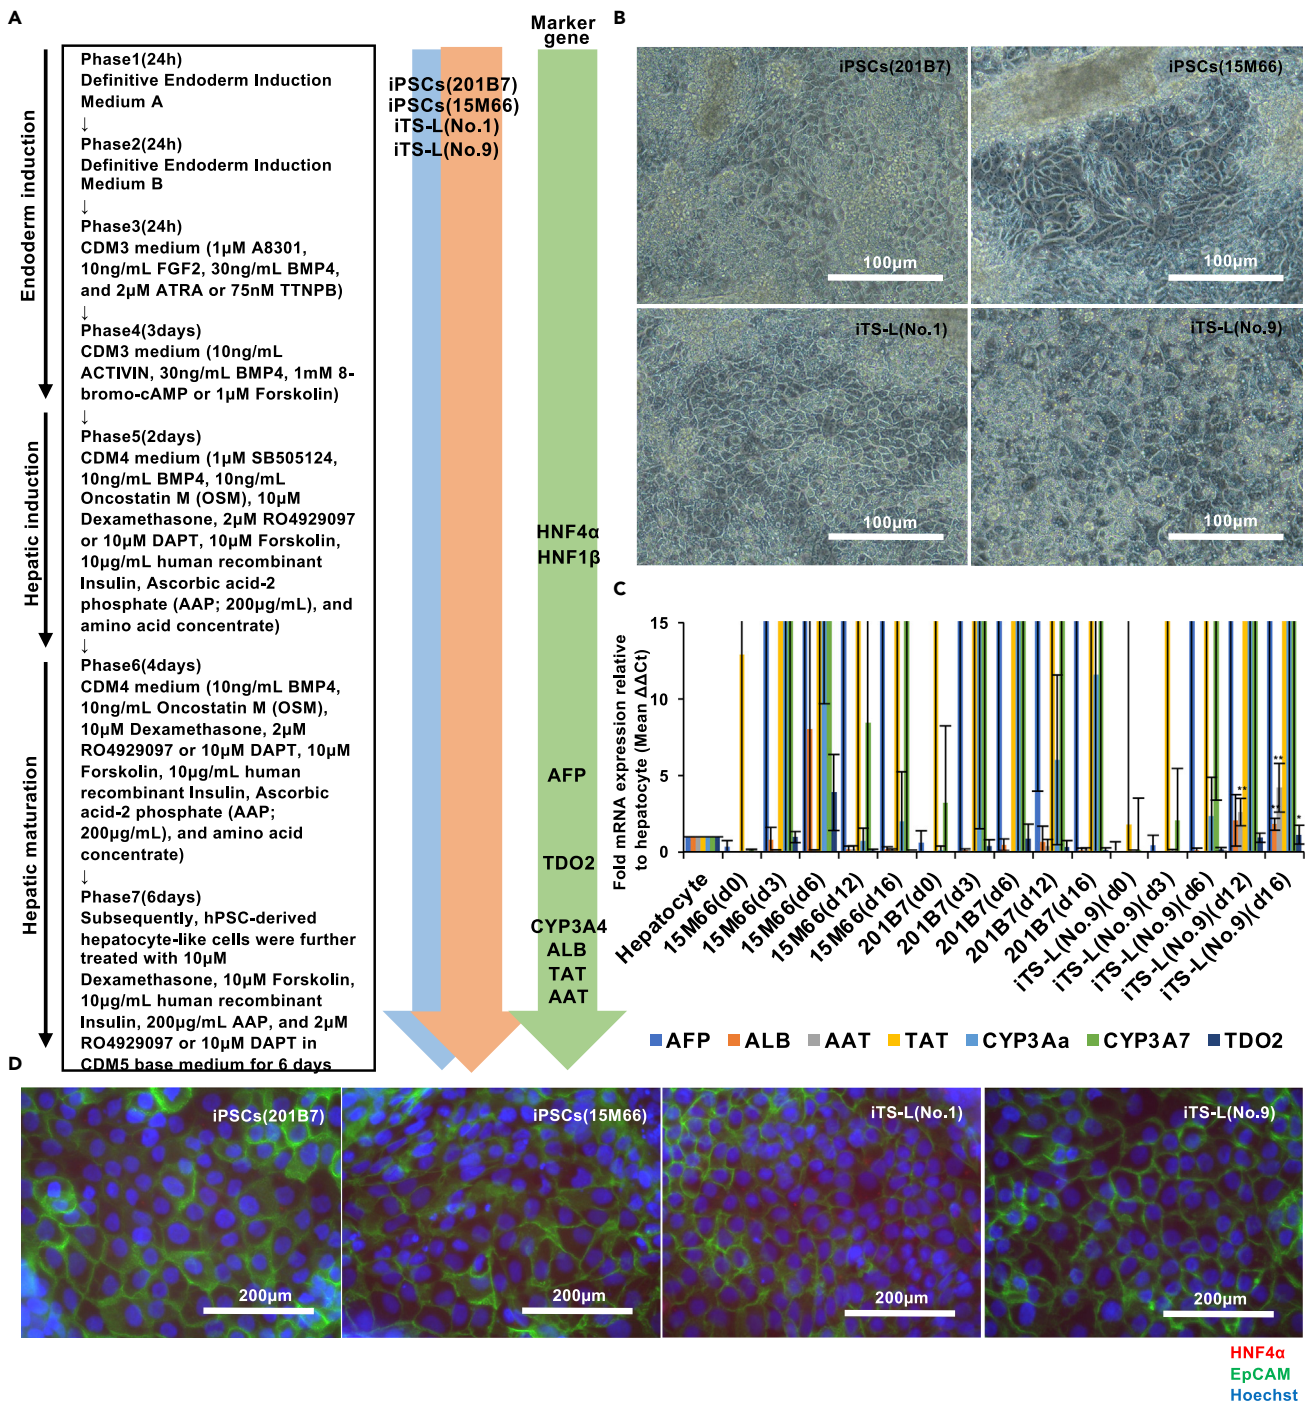 A
Phase1(24h)
Definitive Endoderm Induction
Medium A
↓
Phase2(24h)
Definitive Endoderm Induction
Medium B
↓
Phase3(24h)
CDM3 medium (1μM A8301,
10ng/mL FGF2, 30ng/mL BMP4,
and 2μM ATRA or 75nM TTNPB)
↓
Phase4(3days)
CDM3 medium (10ng/mL
ACTIVIN, 30ng/mL BMP4, 1mM 8-
bromo-cAMP or 1μM Forskolin)
↓
Phase5(2days)
CDM4 medium (1μM SB505124,
10ng/mL BMP4, 10ng/mL
Oncostatin M (OSM), 10μM
Dexamethasone, 2μM RO4929097
or 10μM DAPT, 10μM Forskolin,
10μg/mL human recombinant
Insulin, Ascorbic acid-2
phosphate (AAP; 200μg/mL), and
amino acid concentrate)
↓
Phase6(4days)
CDM4 medium (10ng/mL BMP4,
10ng/mL Oncostatin M (OSM),
10μM Dexamethasone, 2μM
RO4929097 or 10μM DAPT, 10μM
Forskolin, 10μg/mL human
recombinant Insulin, Ascorbic
acid-2 phosphate (AAP;
200μg/mL), and amino acid
concentrate)
↓
Phase7(6days)
Subsequently, hPSC-derived
hepatocyte-like cells were further
treated with 10μM
Dexamethasone, 10μM Forskolin,
10μg/mL human recombinant
Insulin, 200μg/mL AAP, and 2μM
RO4929097 or 10μM DAPT in
CDM5 base medium for 6 days
Endoderm induction
Hepatic induction
Hepatic maturation
iPSCs(201B7)
iPSCs(15M66)
iTS-L(No.1)
iTS-L(No.9)
Marker
gene
HNF4α
HNF1β
AFP
TDO2
CYP3A4
ALB
TAT
AAT
B
iPSCs(201B7)
100μm
iPSCs(15M66)
100μm
iTS-L(No.1)
100μm
iTS-L(No.9)
100μm
C
Fold mRNA expression relative
to hepatocyte (Mean ΔΔCt)
15
10
5
0
**
**
**
*
Hepatocyte
15M66(d0)
15M66(d3)
15M66(d6)
15M66(d12)
15M66(d16)
201B7(d0)
201B7(d3)
201B7(d6)
201B7(d12)
201B7(d16)
iTS-L(No.9)(d0)
iTS-L(No.9)(d3)
iTS-L(No.9)(d6)
iTS-L(No.9)(d12)
iTS-L(No.9)(d16)
AFP ALB AAT TAT CYP3Aa CYP3A7 TDO2
D
iPSCs(201B7)
200μm
iPSCs(15M66)
200μm
iTS-L(No.1)
200μm
iTS-L(No.9)
200μm
HNF4α
EpCAM
Hoechst